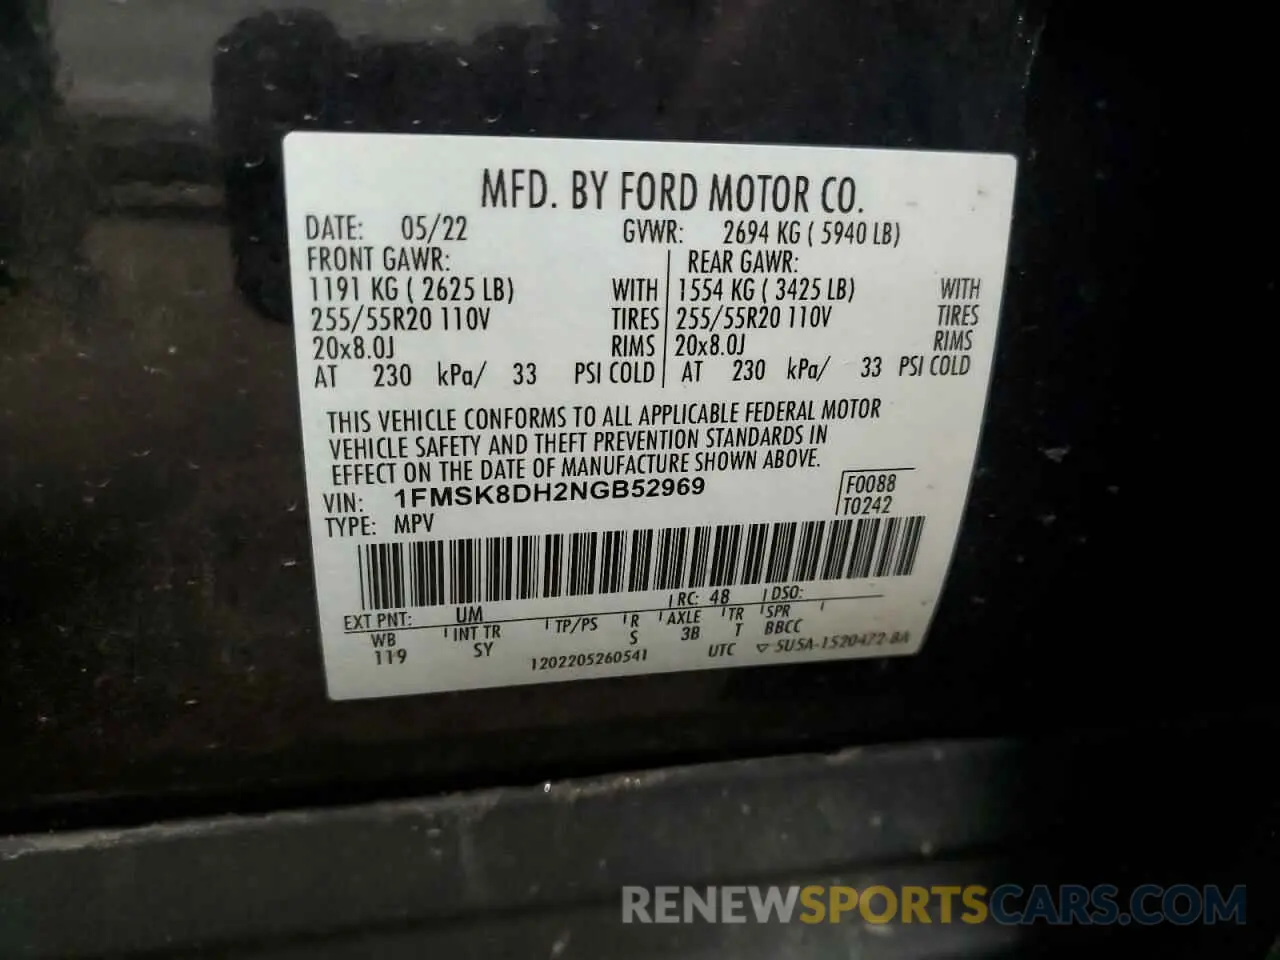 MFD. BY FORD MOTOR CO.
DATE: 05/22 GVWR: 2694 KG ( 5940 LB)
FRONT GAWR: REAR GAWR:
1191 KG ( 2625 LB) WITH 1554 KG ( 3425 LB) WITH
255/55R20 110V TIRES 255/55R20 110V TIRES
20x8.0J RIMS 20x8.0J RIMS
AT 230 kPa/ 33 PSI COLD AT 230 kPa/ 33 PSI COLD
THIS VEHICLE CONFORMS TO ALL APPLICABLE FEDERAL MOTOR
VEHICLE SAFETY AND THEFT PREVENTION STANDARDS IN
EFFECT ON THE DATE OF MANUFACTURE SHOWN ABOVE.
VIN: 1FMSK8DH2NGB52969 F0088
TYPE: MPV T0242
EXT PNT: UM RC: 48 DSO:
WB INT TR TP/PS R AXLE TR SPR
119 SY S 3B T BBCC
1202205260541 UTC ▽ 5U5A-1520472-BA
RENEWSPORTSCARS.COM